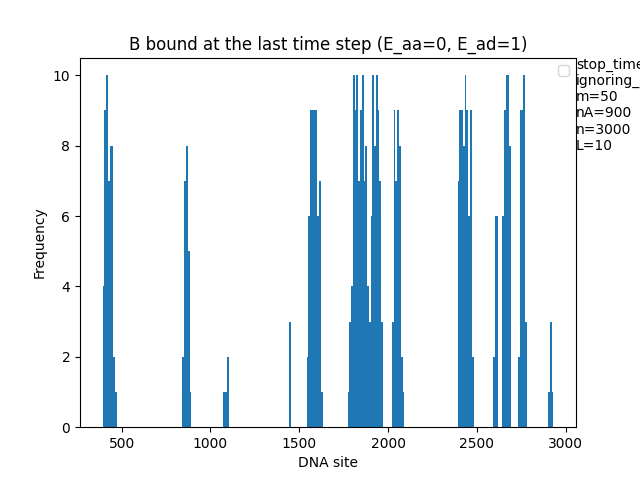 B bound at the last time step (E_aa=0, E_ad=1)
stop_time
ignoring_
m=50
nA=900
n=3000
L=10
10
8
6
4
2
0
Frequency
500 1000 1500 2000 2500 3000
DNA site